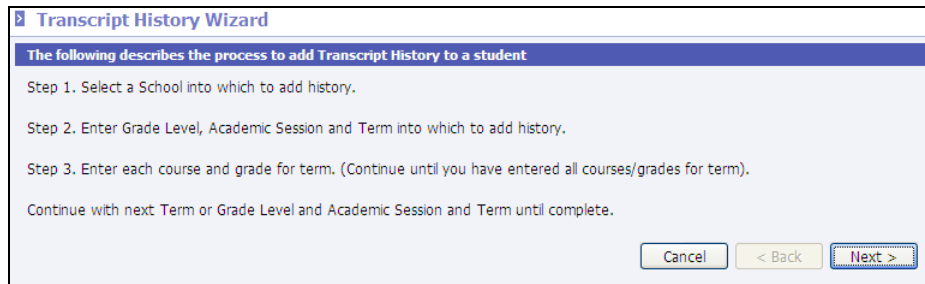 Transcript History Wizard
The following describes the process to add Transcript History to a student
Step 1. Select a School into which to add history.
Step 2. Enter Grade Level, Academic Session and Term into which to add history.
Step 3. Enter each course and grade for term. (Continue until you have entered all courses/grades for term).
Continue with next Term or Grade Level and Academic Session and Term until complete.
Cancel < Back Next >